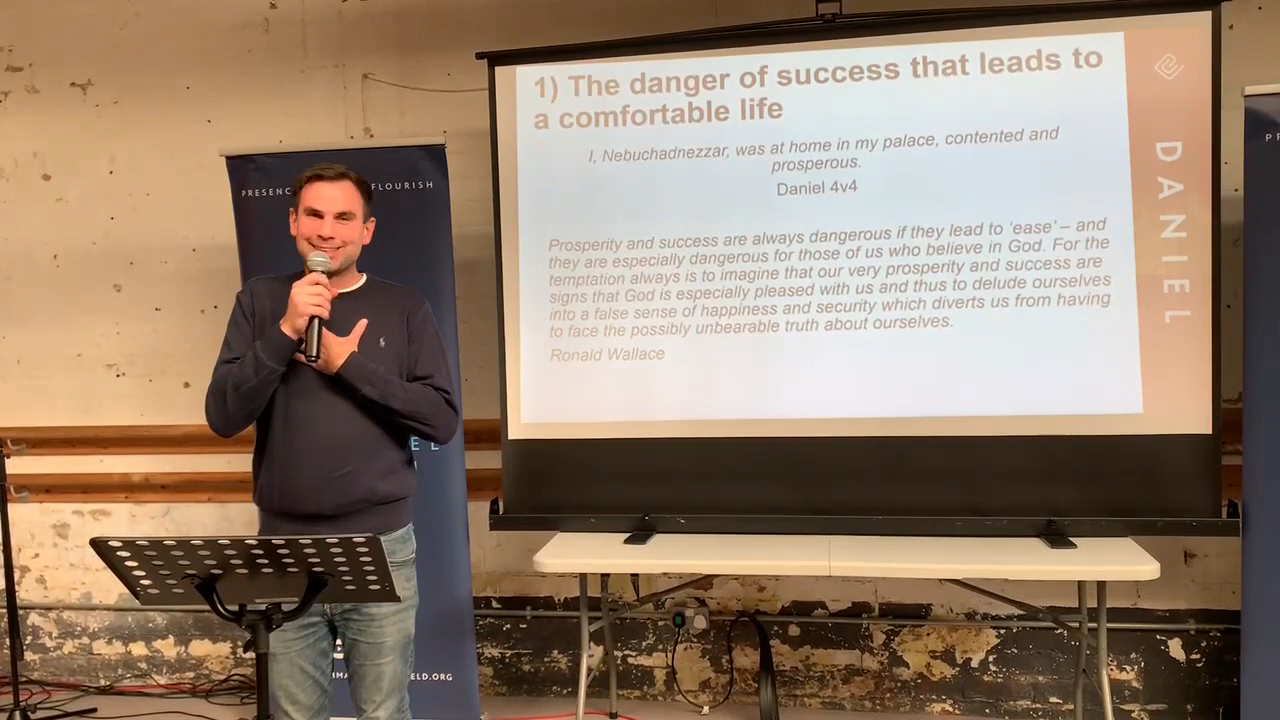 1) The danger of success that leads to
a comfortable life
I, Nebuchadnezzar, was at home in my palace, contented and
prosperous.
Daniel 4v4
Prosperity and success are always dangerous if they lead to ‘ease’ – and
they are especially dangerous for those of us who believe in God. For the
temptation always is to imagine that our very prosperity and success are
signs that God is especially pleased with us and thus to delude ourselves
into a false sense of happiness and security which diverts us from having
to face the possibly unbearable truth about ourselves.
Ronald Wallace
DANIEL
FLOURISH